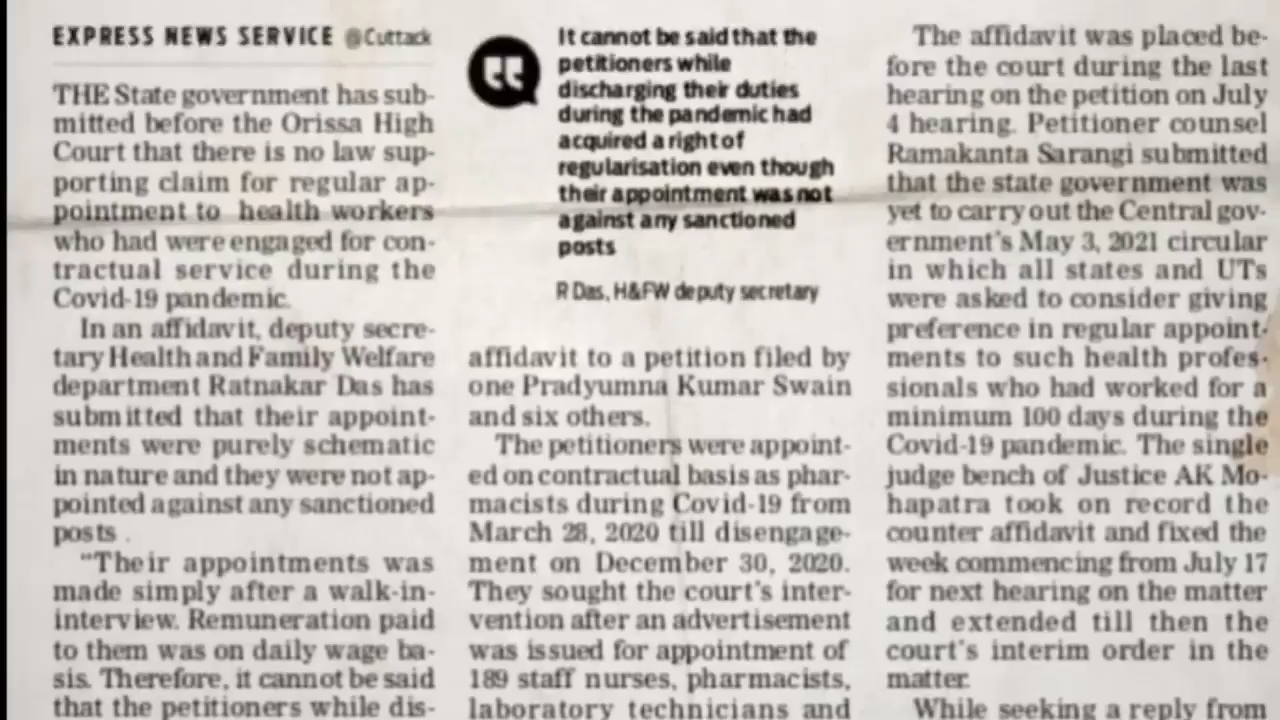 EXPRESS NEWS SERVICE @Cuttack
THE State government has sub-
mitted before the Orissa High
Court that there is no law sup-
porting claim for regular ap-
pointment to health workers
who had were engaged for con-
tractual service during the
Covid-19 pandemic.
In an affidavit, deputy secre-
tary Health and Family Welfare
department Ratnakar Das has
submitted that their appoint-
ments were purely schematic
in nature and they were not ap-
pointed against any sanctioned
posts .
"Their appointments was
made simply after a walk-in-
interview. Remuneration paid
to them was on daily wage ba-
sis. Therefore, it cannot be said
that the petitioners while dis-
It cannot be said that the
petitioners while
discharging their duties
during the pandemic had
acquired a right of
regularisation even though
their appointment was not
against any sanctioned
posts
R Das, H&FW deputy secretary
affidavit to a petition filed by
one Pradyumna Kumar Swain
and six others.
The petitioners were appoint-
ed on contractual basis as phar-
macists during Covid-19 from
March 28, 2020 till disengage-
ment on December 30, 2020.
They sought the court's inter-
vention after an advertisement
was issued for appointment of
189 staff nurses, pharmacists,
laboratory technicians and
The affidavit was placed be-
fore the court during the last
hearing on the petition on July
4 hearing. Petitioner counsel
Ramakanta Sarangi submitted
that the state government was
yet to carry out the Central gov-
ernment's May 3, 2021 circular
in which all states and UTs
were asked to consider giving
preference in regular appoint-
ments to such health profes-
sionals who had worked for a
minimum 100 days during the
Covid-19 pandemic. The single
judge bench of Justice AK Mo-
hapatra took on record the
counter affidavit and fixed the
week commencing from July 17
for next hearing on the matter
and extended till then the
court's interim order in the
matter.
While seeking a reply from